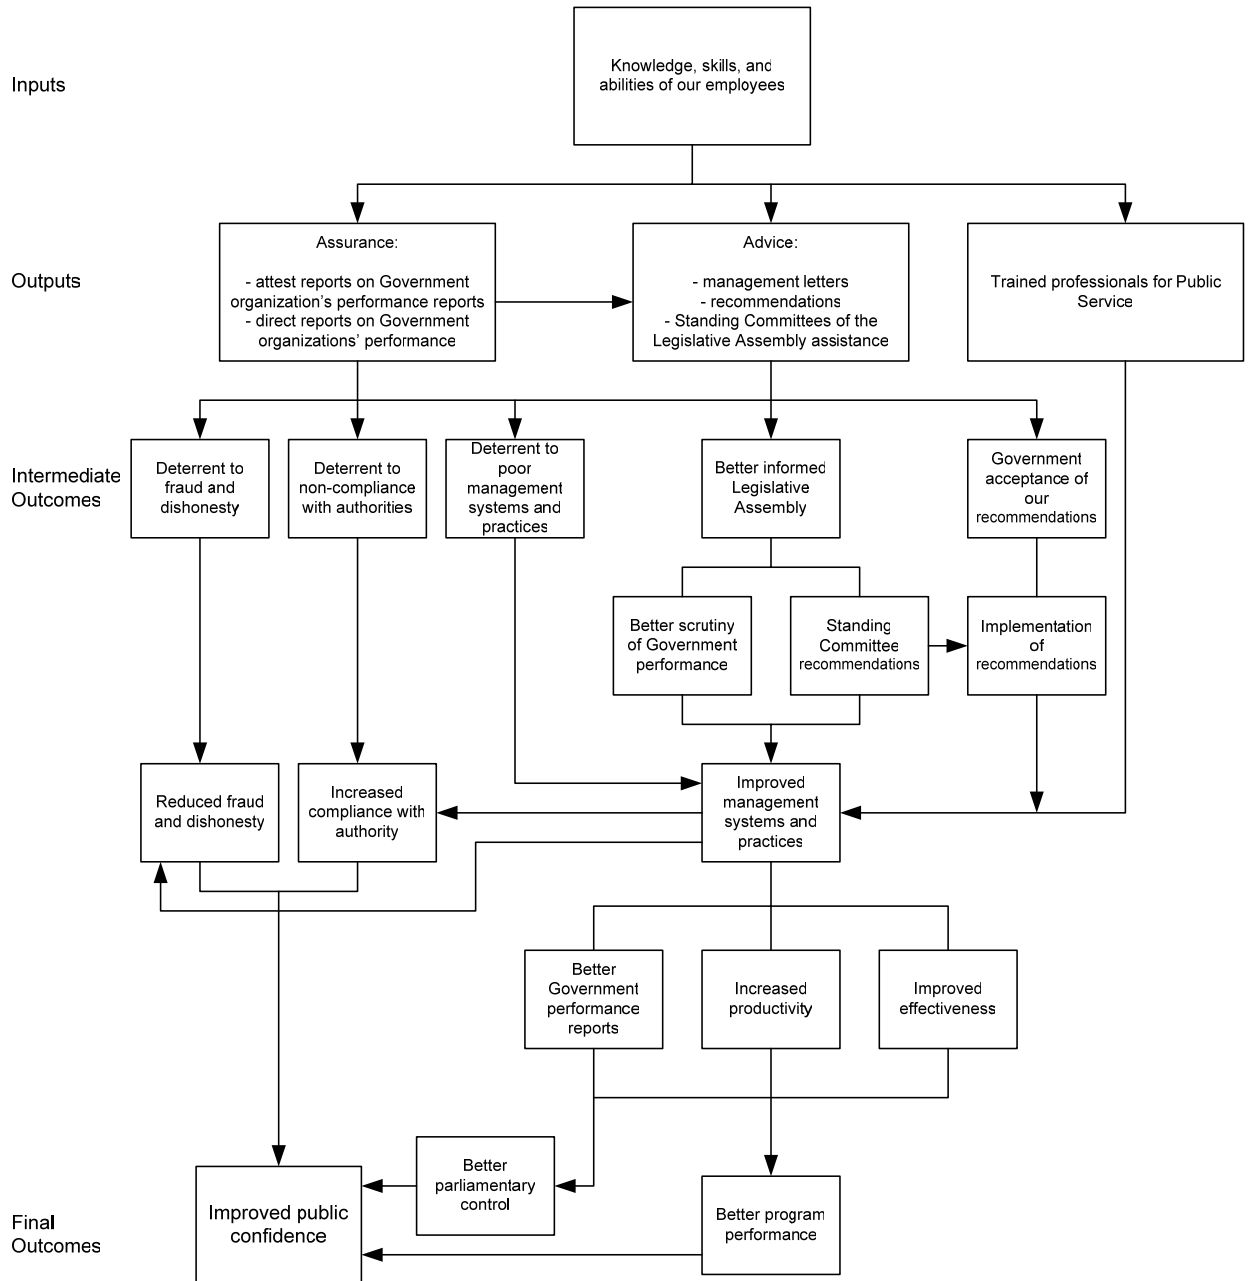 Inputs
Knowledge, skills, and
abilities of our employees
Outputs
Assurance:
- attest reports on Government
organization’s performance reports
- direct reports on Government
organizations’ performance
Advice:
- management letters
- recommendations
- Standing Committees of the
Legislative Assembly assistance
Trained professionals for Public
Service
Intermediate
Outcomes
Deterrent to
fraud and
dishonesty
Deterrent to
non-compliance
with authorities
Deterrent to
poor
management
systems and
practices
Better informed
Legislative
Assembly
Government
acceptance of
our
recommendations
Better scrutiny
of Government
performance
Standing
Committee
recommendations
Implementation
of
recommendations
Reduced fraud
and dishonesty
Increased
compliance with
authority
Improved
management
systems and
practices
Better
Government
performance
reports
Increased
productivity
Improved
effectiveness
Final
Outcomes
Improved public
confidence
Better
parliamentary
control
Better program
performance